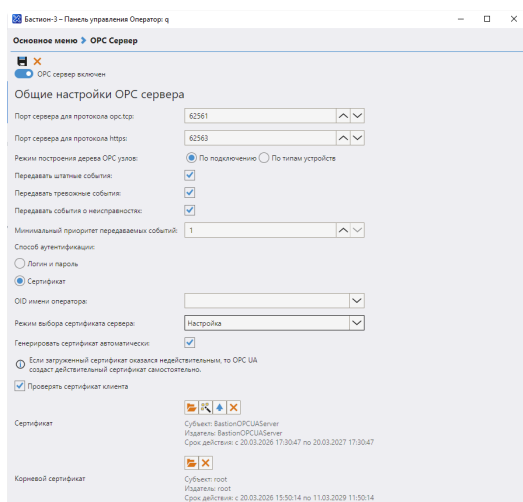 Бастион-3 – Панель управления Оператор: q
Основное меню ❯ ОРС Сервер
ОРС сервер включен
Общие настройки ОРС сервера
Порт сервера для протокола opc.tcp: 62561
Порт сервера для протокола https: 62563
Режим построения дерева ОРС узлов: По подключению По типам устройств
Передавать штатные события:
Передавать тревожные события:
Передавать события о неисправностях:
Минимальный приоритет передаваемых событий: 1
Способ аутентификации:
Логин и пароль
Сертификат
OID имени оператора:
Режим выбора сертификата сервера: Настройка
Генерировать сертификат автоматически:
Если загруженный сертификат оказался недействительным, то OPC UA
создаст действительный сертификат самостоятельно.
Проверять сертификат клиента
Сертификат
Субъект: BastionOPCUAServer
Издатель: BastionOPCUAServer
Срок действия: с 20.03.2026 17:30:47 по 20.03.2027 17:30:47
Корневой сертификат
Субъект: root
Издатель: root
Срок действия: с 20.03.2026 15:50:14 по 11.03.2029 11:50:14